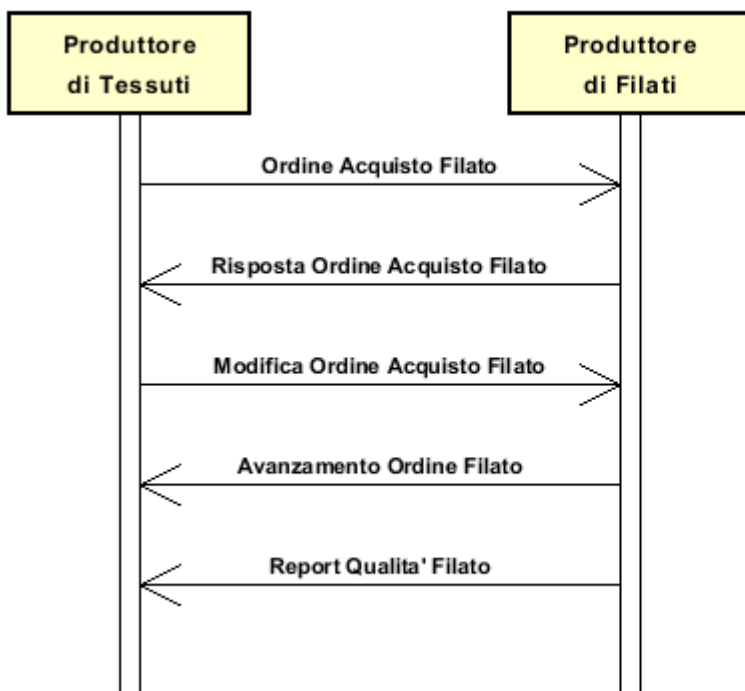 Produttore
di Tessuti
Produttore
di Filati
Ordine Acquisto Filato
Risposta Ordine Acquisto Filato
Modifica Ordine Acquisto Filato
Avanzamento Ordine Filato
Report Qualita' Filato